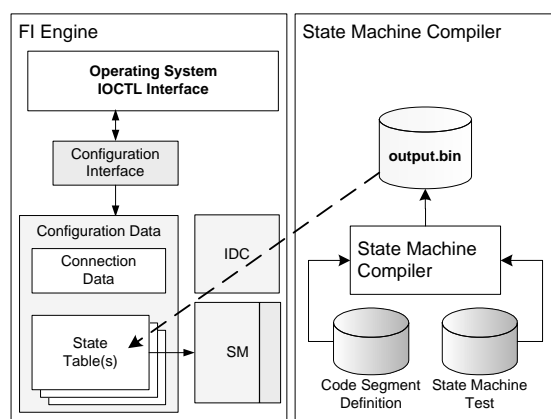 FI Engine
Operating System
IOCTL Interface
Configuration
Interface
Configuration Data
Connection
Data
State
Table(s)
IDC
SM
State Machine Compiler
output.bin
State Machine
Compiler
Code Segment
Definition
State Machine
Test